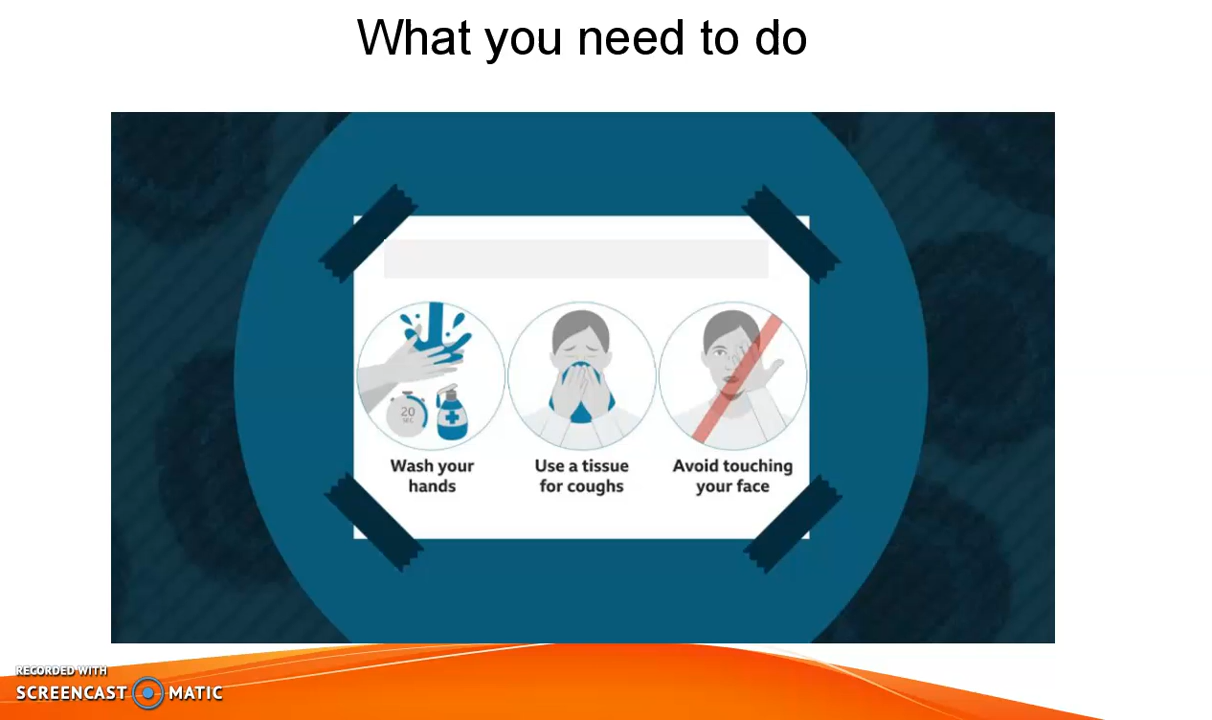 What you need to do
20
SEC
Wash your
hands
Use a tissue
for coughs
Avoid touching
your face
RECORDED WITH
SCREENCAST MATIC